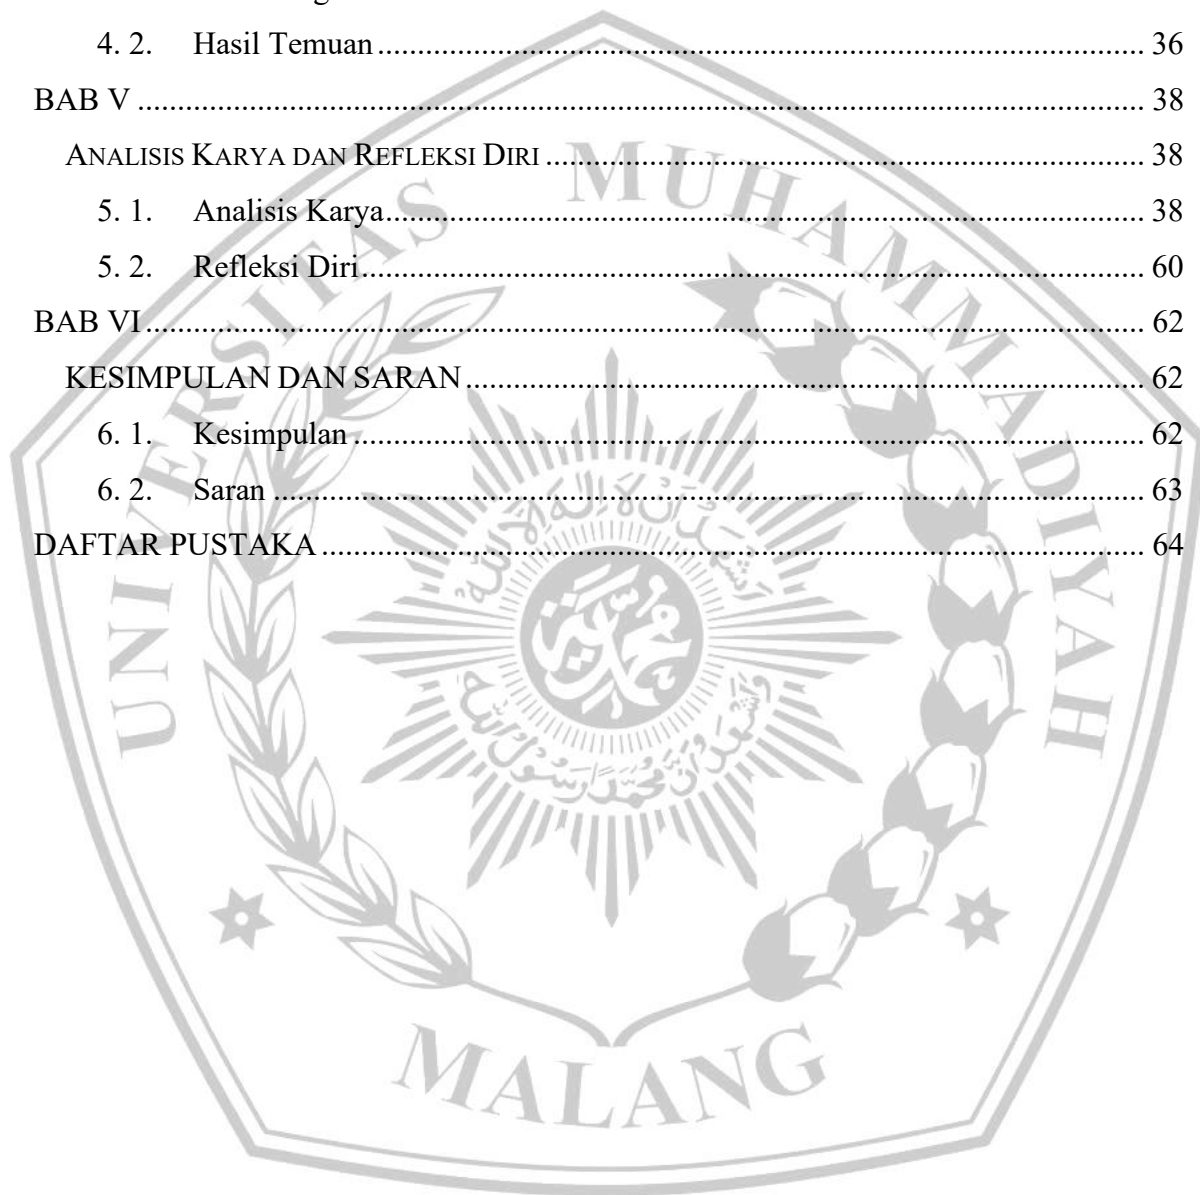 4. 2. Hasil Temuan ........................................ 36
BAB V ........................................ 38
ANALISIS KARYA DAN REFLEKSI DIRI ........................................ 38
5. 1. Analisis Karya ........................................ 38
5. 2. Refleksi Diri ........................................ 60
BAB VI ........................................ 62
KESIMPULAN DAN SARAN ........................................ 62
6. 1. Kesimpulan ........................................ 62
6. 2. Saran ........................................ 63
DAFTAR PUSTAKA ........................................ 64
UNIVERSITAS MUHAMMADIYAH
MALANG